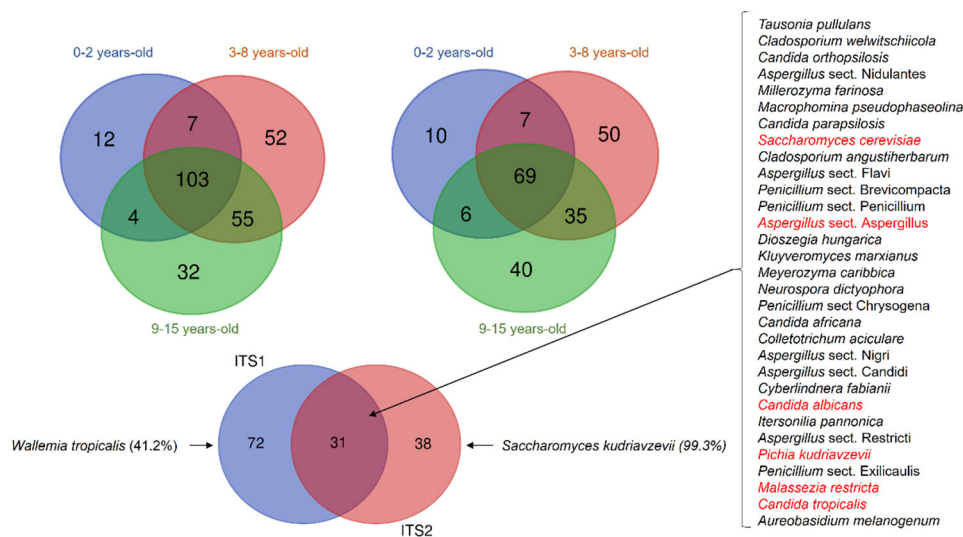 0-2 years-old
3-8 years-old
12
7
52
103
4
55
32
9-15 years-old
0-2 years-old
3-8 years-old
10
7
50
69
6
35
40
9-15 years-old
ITS1
Wallemia tropicalis (41.2%)
72
31
38
Saccharomyces kudriavzevii (99.3%)
ITS2
Tausonia pullulans
Cladosporium welwitschiicola
Candida orthopsilosis
Aspergillus sect. Nidulantes
Millerozyma farinosa
Macrophomina pseudophaseolina
Candida parapsilosis
Saccharomyces cerevisiae
Cladosporium angustiherbarum
Aspergillus sect. Flavi
Penicillium sect. Brevicompacta
Penicillium sect. Penicillium
Aspergillus sect. Aspergillus
Dioszegia hungarica
Kluyveromyces marxianus
Meyerozyma caribbica
Neurospora dictyophora
Penicillium sect Chrysogena
Candida africana
Colletotrichum aciculare
Aspergillus sect. Nigri
Aspergillus sect. Candidi
Cyberlindnera fabianii
Candida albicans
Itersonilia pannonica
Aspergillus sect. Restricti
Pichia kudriavzevii
Penicillium sect. Exilicaulis
Malassezia restricta
Candida tropicalis
Aureobasidium melanogenum